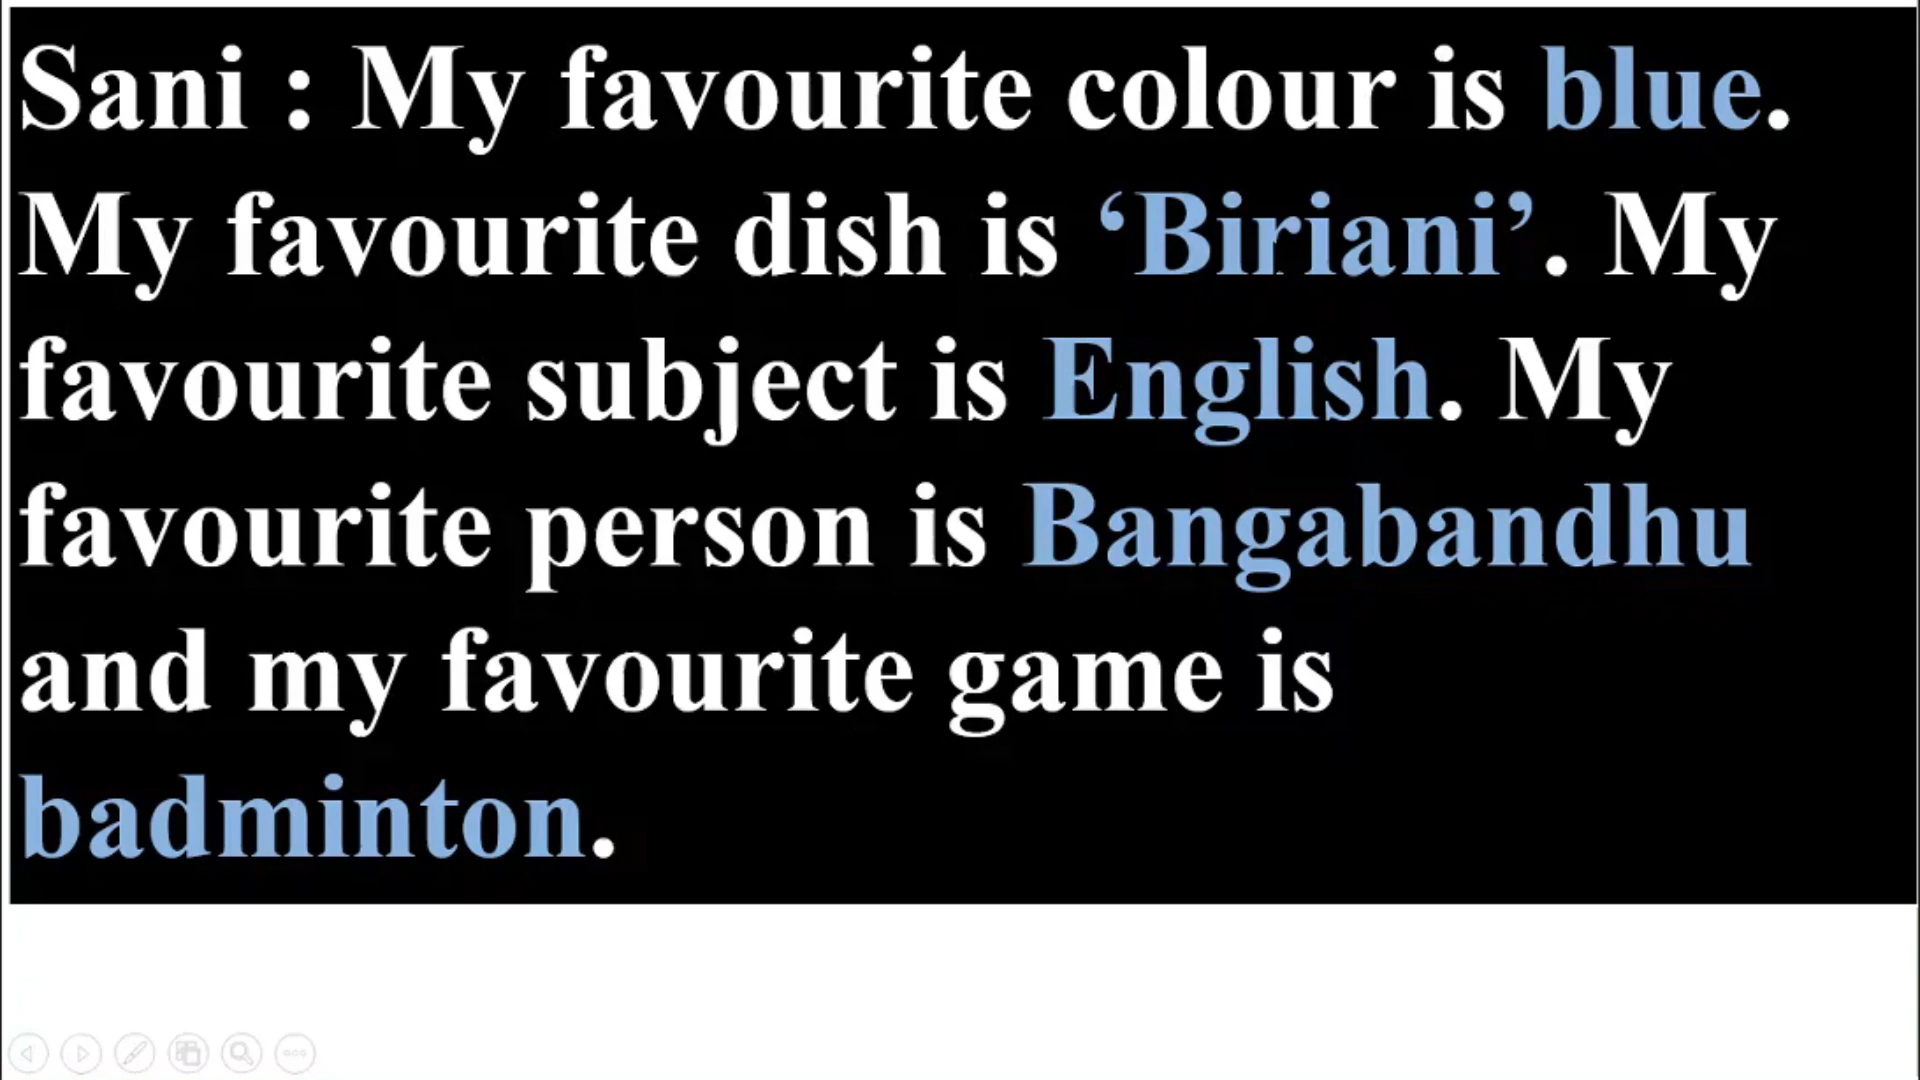 Sani : My favourite colour is blue.
My favourite dish is ‘Biriani’. My
favourite subject is English. My
favourite person is Bangabandhu
and my favourite game is
badminton.